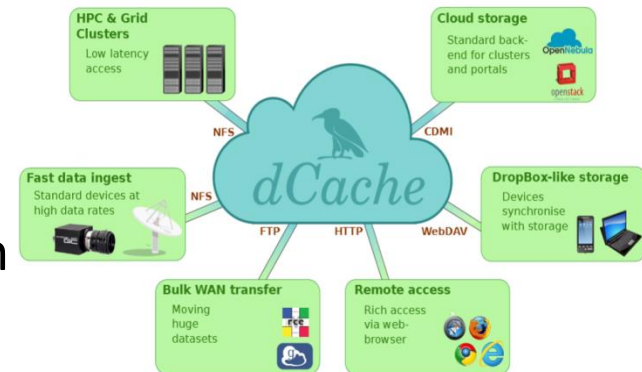 HPC & Grid
Clusters
Low latency
access
Cloud storage
Standard back-
end for clusters
and portals
OpenNebula
openstack
NFS
CDMI
dCache
Fast data ingest
Standard devices at
high data rates
NFS
DropBox-like storage
Devices
synchronise
with storage
FTP
HTTP
WebDAV
Bulk WAN transfer
Moving
huge
datasets
Remote access
Rich access
via web-
browser